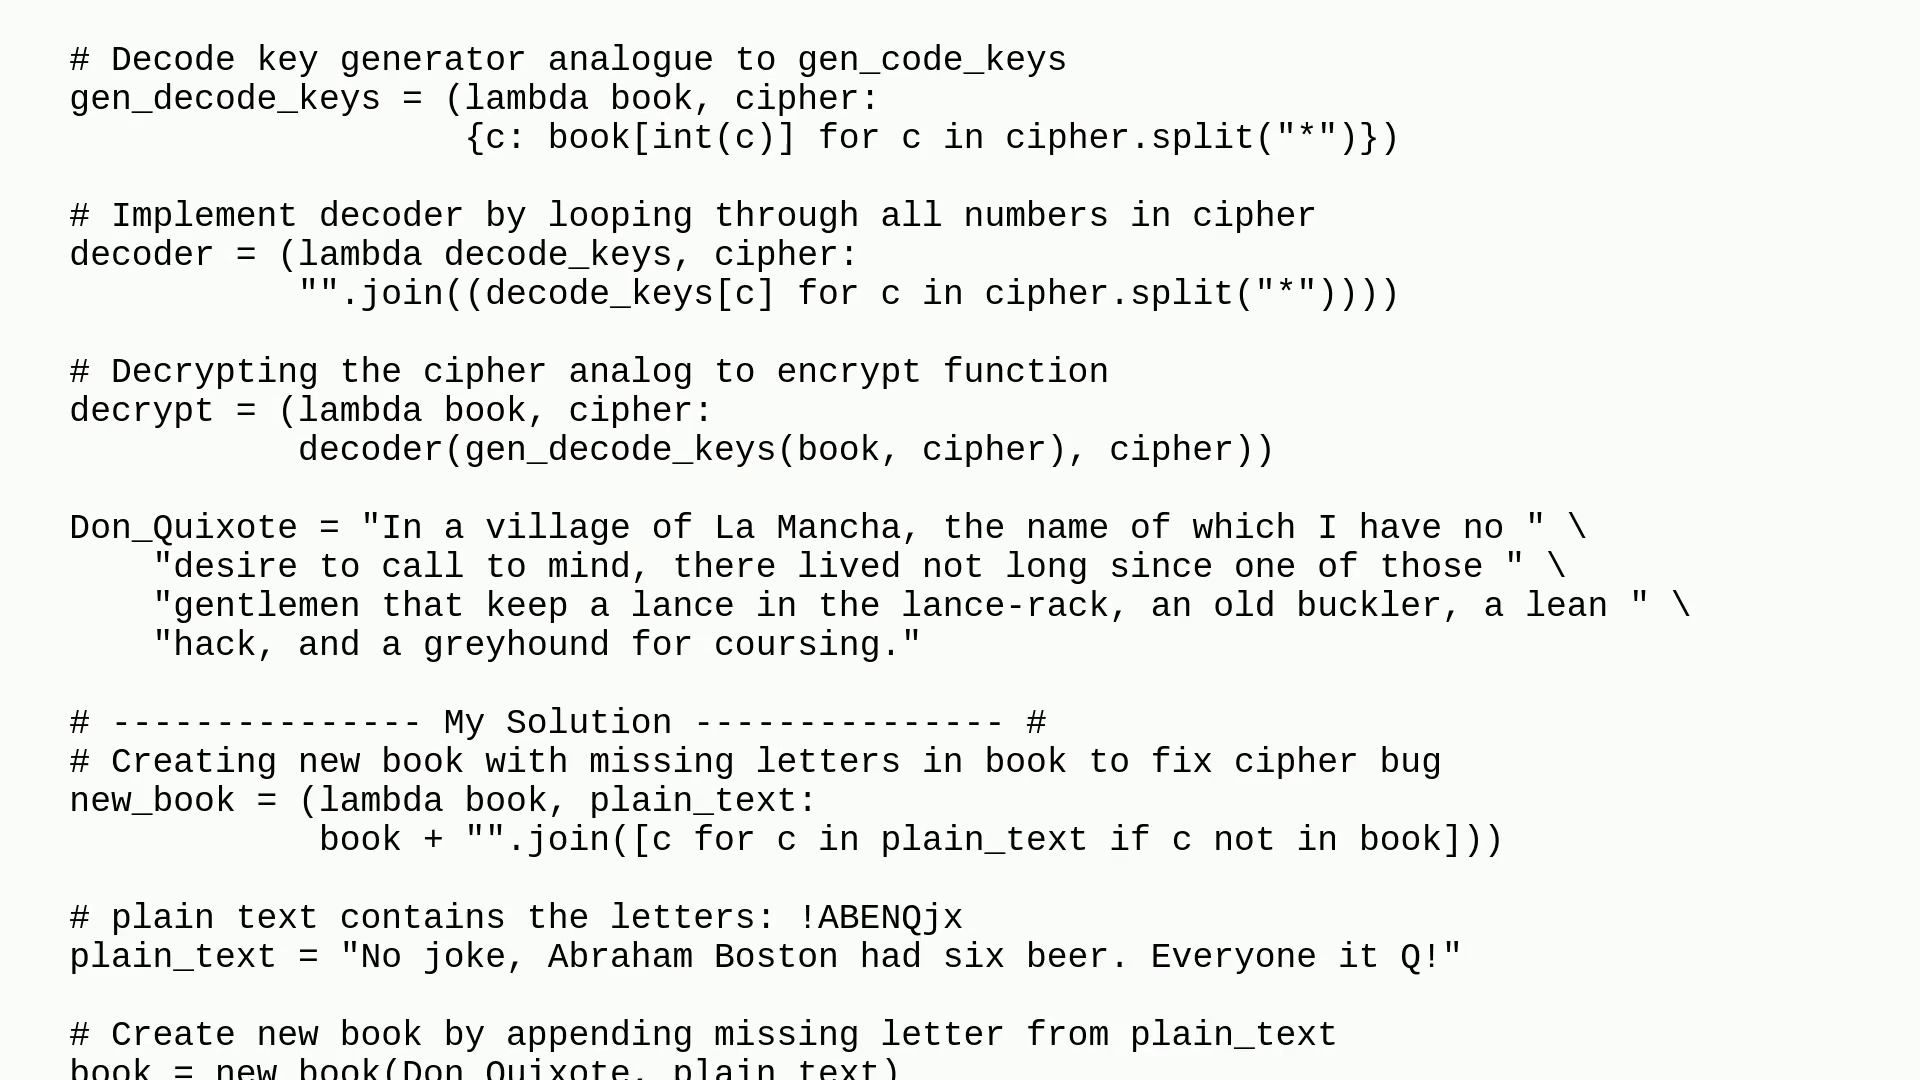 # Decode key generator analogue to gen_code_keys
gen_decode_keys = (lambda book, cipher:
                   {c: book[int(c)] for c in cipher.split("*")})

# Implement decoder by looping through all numbers in cipher
decoder = (lambda decode_keys, cipher:
           "".join((decode_keys[c] for c in cipher.split("*"))))

# Decrypting the cipher analog to encrypt function
decrypt = (lambda book, cipher:
           decoder(gen_decode_keys(book, cipher), cipher))

Don_Quixote = "In a village of La Mancha, the name of which I have no " \
    "desire to call to mind, there lived not long since one of those " \
    "gentlemen that keep a lance in the lance-rack, an old buckler, a lean " \
    "hack, and a greyhound for coursing."

# --------------- My Solution --------------- #
# Creating new book with missing letters in book to fix cipher bug
new_book = (lambda book, plain_text:
            book + "".join([c for c in plain_text if c not in book]))

# plain text contains the letters: !ABENQjx
plain_text = "No joke, Abraham Boston had six beer. Everyone it Q!"

# Create new book by appending missing letter from plain_text
book = new_book(Don_Quixote, plain_text)